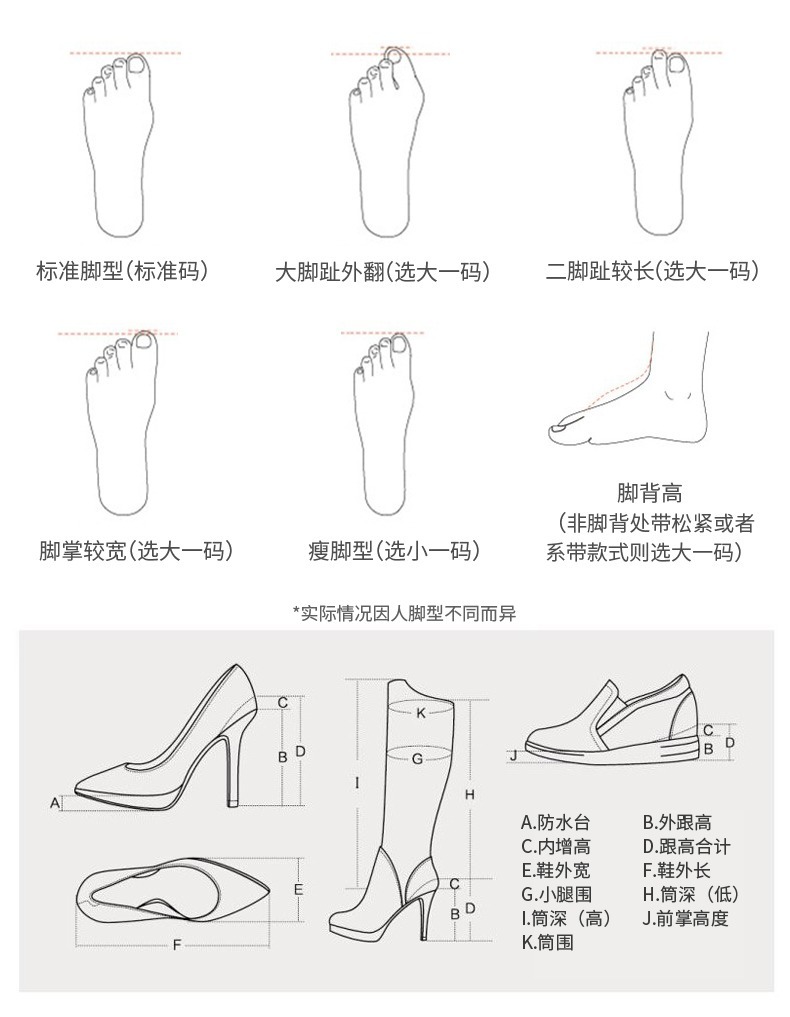 标准脚型(标准码)
大脚趾外翻(选大一码)
二脚趾较长(选大一码)
脚掌较宽(选大一码)
瘦脚型(选小一码)
脚背高
(非脚背处带松紧或者
系带款式则选大一码)
*实际情况因人脚型不同而异
C
B
D
A
E
F
K
G
I
H
C
B
D
C
J
B
D
A.防水台 B.外跟高
C.内增高 D.跟高合计
E.鞋外宽 F.鞋外长
G.小腿围 H.筒深（低）
I.筒深（高） J.前掌高度
K.筒围